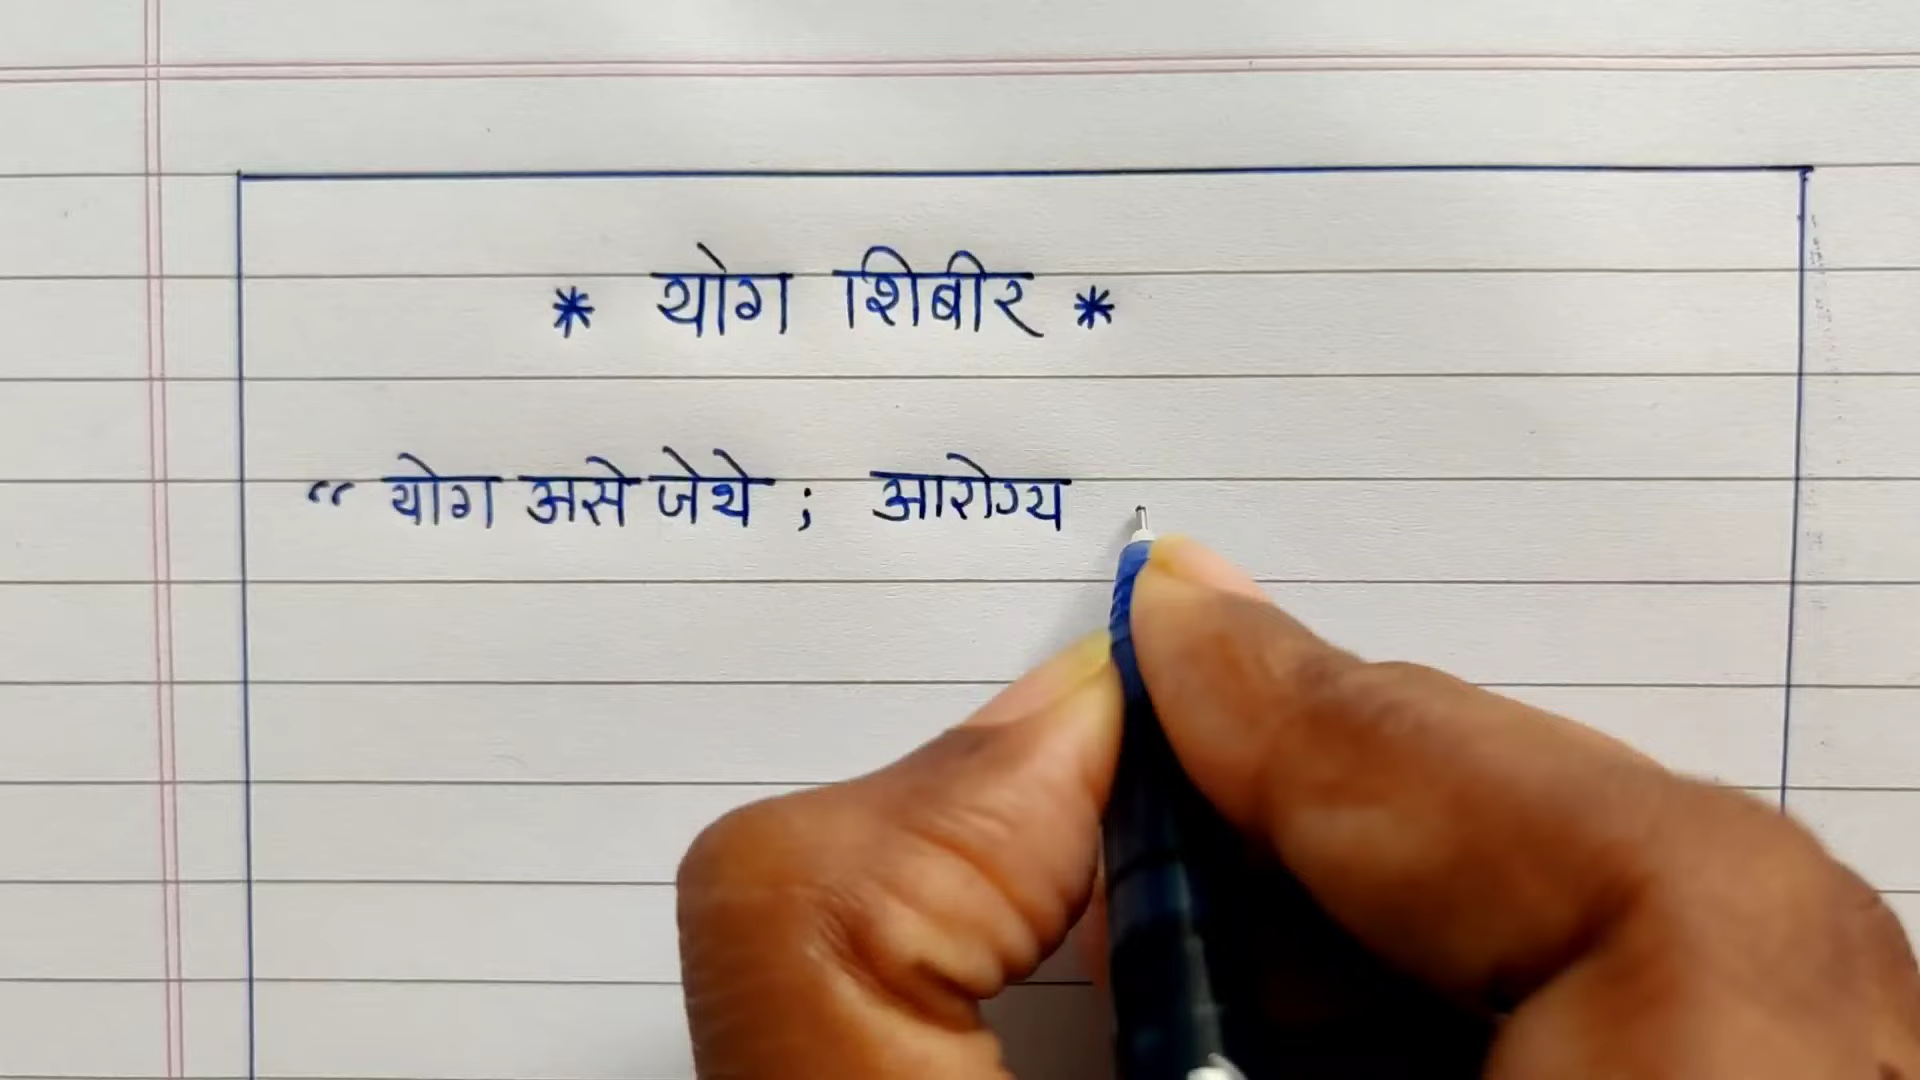 * योग शिबीर *
“ योग असे जेथे ; आरोग्य